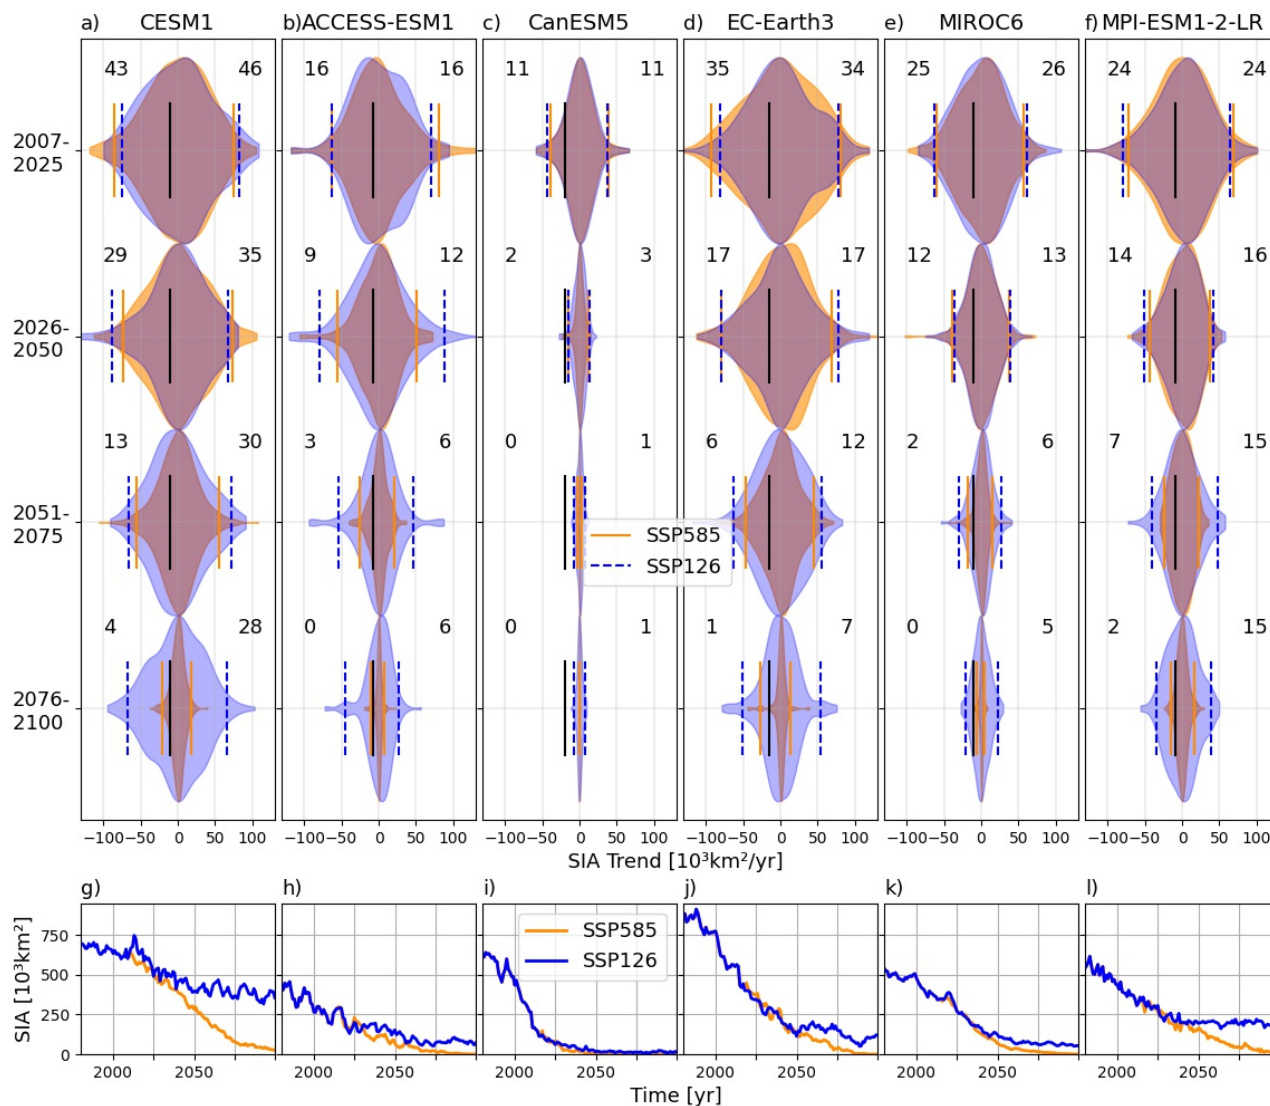 a) CESM1 b) ACCESS-ESM1 c) CanESM5 d) EC-Earth3 e) MIROC6 f) MPI-ESM1-2-LR
43 46 16 16 11 11 35 34 25 26 24 24
2007-
2025
29 35 9 12 2 3 17 17 12 13 14 16
2026-
2050
13 30 3 6 0 1 6 12 2 6 7 15
2051-
2075
SSP585
SSP126
4 28 0 6 0 1 1 7 0 5 2 15
2076-
2100
−100 −50 0 50 100 −100 −50 0 50 100 −100 −50 0 50 100 −100 −50 0 50 100 −100 −50 0 50 100 −100 −50 0 50 100
SIA Trend [10³km²/yr]
g) h) i) j) k) l)
SIA [10³km²]
750
500
250
0
SSP585
SSP126
2000 2050 2000 2050 2000 2050 2000 2050 2000 2050 2000 2050
Time [yr]